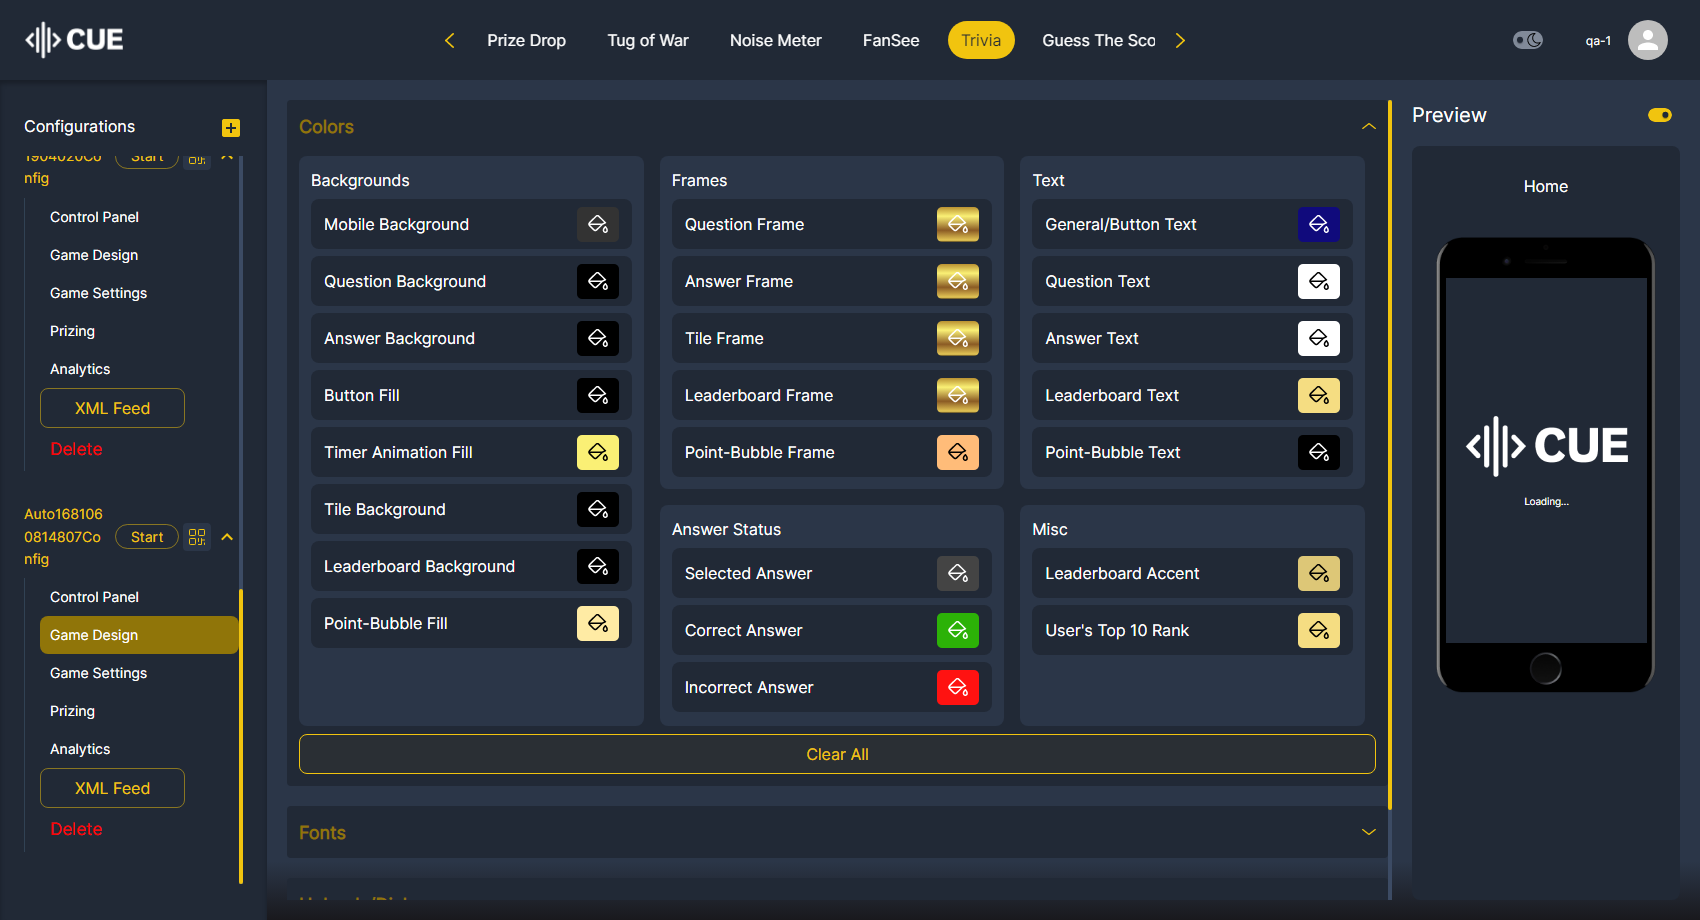 CUE
Prize Drop
Tug of War
Noise Meter
FanSee
Trivia
Guess The Sco
qa-1
Configurations
1904020Co
nfig
Start
Control Panel
Game Design
Game Settings
Prizing
Analytics
XML Feed
Delete
Auto168106
0814807Co
nfig
Start
Control Panel
Game Design
Game Settings
Prizing
Analytics
XML Feed
Delete
Colors
Backgrounds
Mobile Background
Question Background
Answer Background
Button Fill
Timer Animation Fill
Tile Background
Leaderboard Background
Point-Bubble Fill
Frames
Question Frame
Answer Frame
Tile Frame
Leaderboard Frame
Point-Bubble Frame
Text
General/Button Text
Question Text
Answer Text
Leaderboard Text
Point-Bubble Text
Answer Status
Selected Answer
Correct Answer
Incorrect Answer
Misc
Leaderboard Accent
User's Top 10 Rank
Clear All
Fonts
Preview
Home
CUE
Loading...